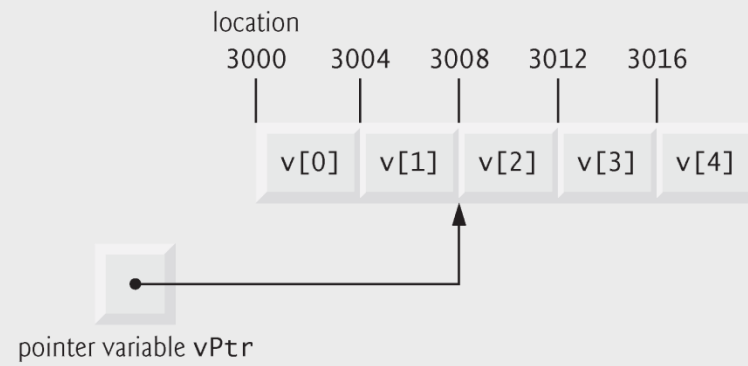 location
3000 3004 3008 3012 3016
v[0] v[1] v[2] v[3] v[4]
pointer variable vPtr